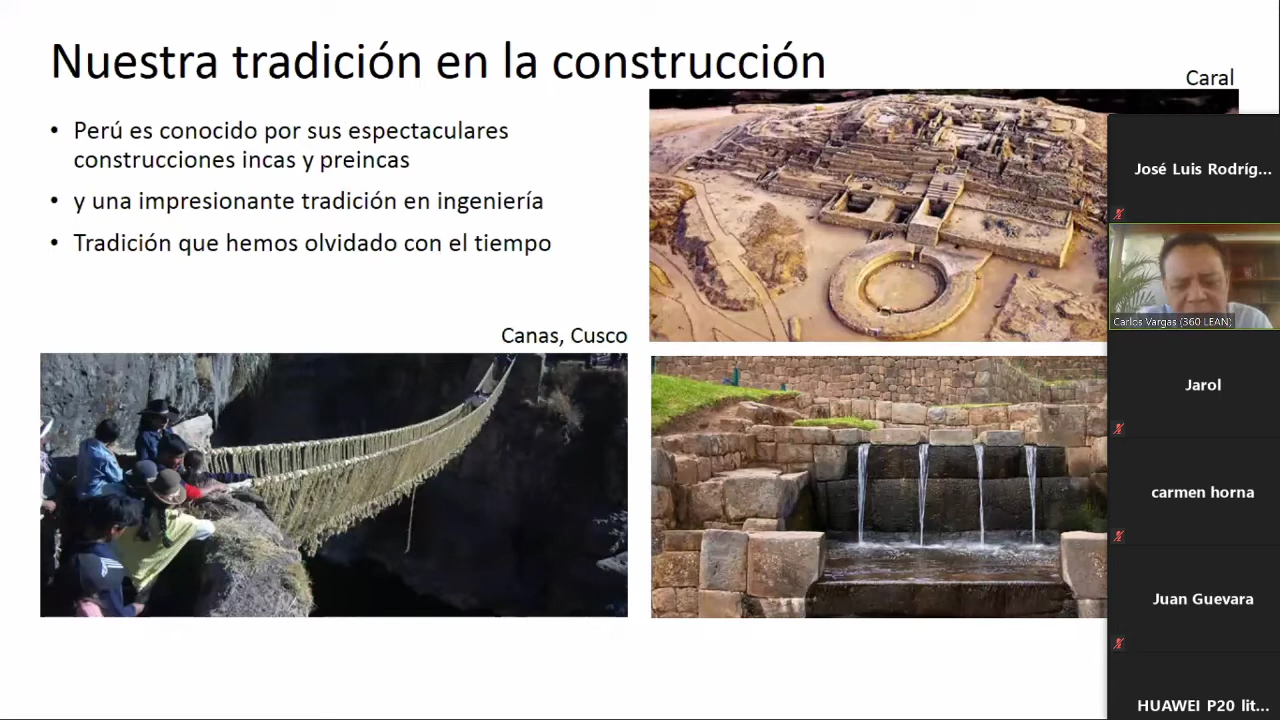 Nuestra tradición en la construcción
Caral
• Perú es conocido por sus espectaculares
construcciones incas y preincas
• y una impresionante tradición en ingeniería
• Tradición que hemos olvidado con el tiempo
Canas, Cusco
José Luis Rodríg...
Carlos Vargas (360 LEAN)
Jarol
carmen horna
Juan Guevara
HUAWEI P20 lit...